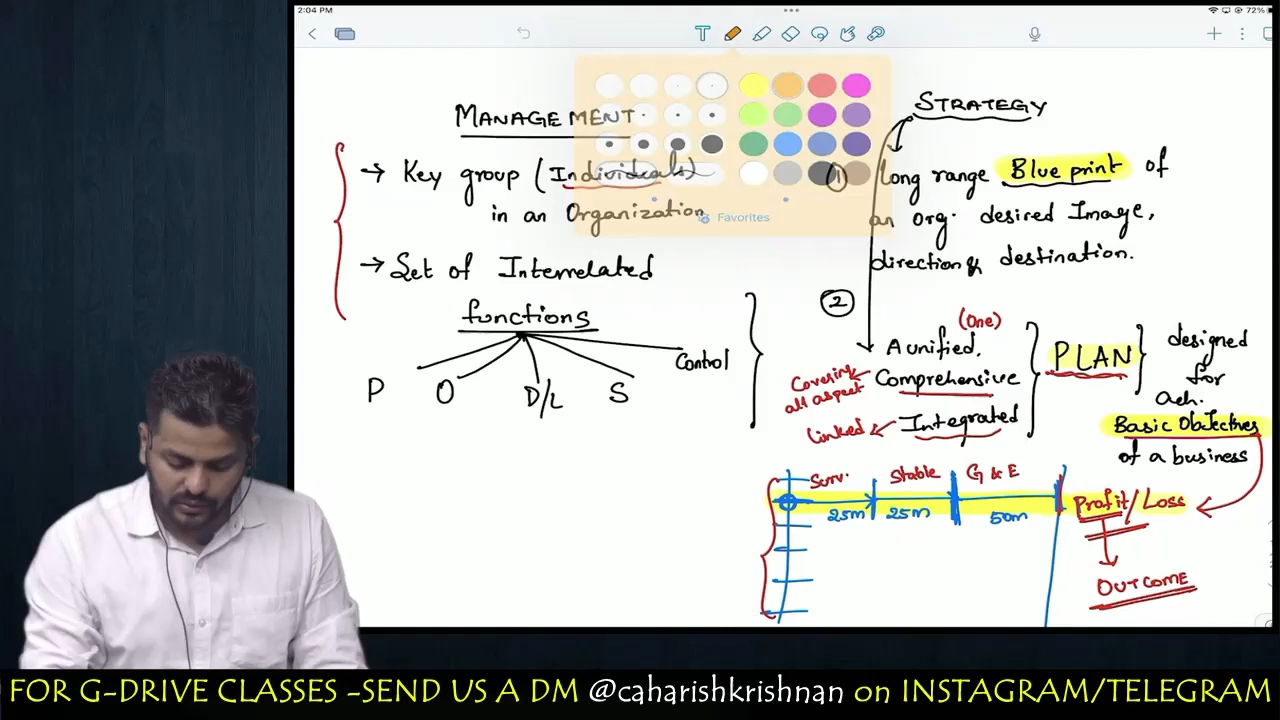 2:04 PM
72%
MANAGEMENT
→ Key group (Individuals)
in an Organization
→ Set of Interrelated
functions
P O D/L S Control
Favorites
STRATEGY
① long range Blue print of
an org. desired Image,
direction & destination.
②
(One)
A unified.
Covering all aspect
Comprehensive
Linked
Integrated
PLAN
designed
for
ach.
Basic Objectives
of a business
Surv. Stable G & E
25m 25m 50m
Profit/Loss
OUTCOME
FOR G-DRIVE CLASSES -SEND US A DM @caharishkrishnan on INSTAGRAM/TELEGRAM